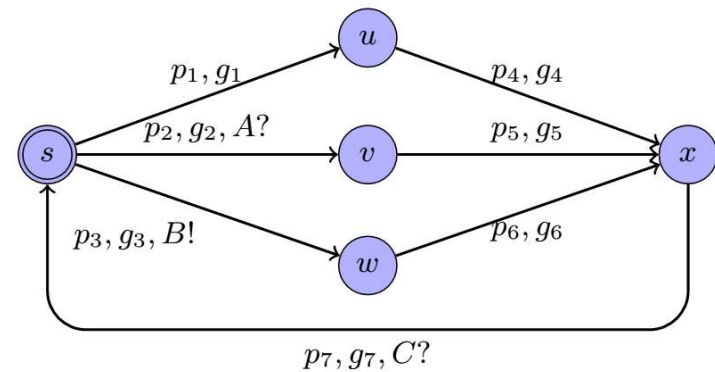 u
p₁, g₁
p₄, g₄
p₂, g₂, A?
p₅, g₅
s
v
x
p₃, g₃, B!
p₆, g₆
w
p₇, g₇, C?